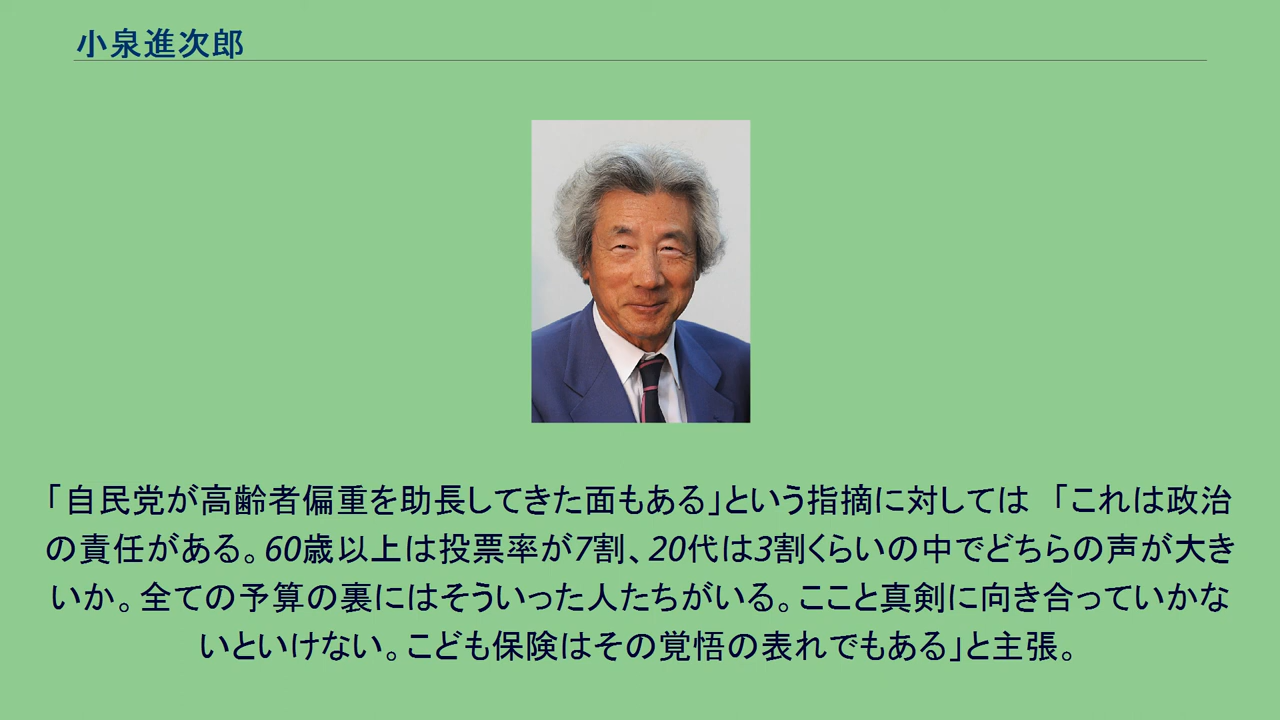 小泉進次郎
「自民党が高齢者偏重を助長してきた面もある」という指摘に対しては　「これは政治
の責任がある。60歳以上は投票率が7割、20代は3割くらいの中でどちらの声が大き
いか。全ての予算の裏にはそういった人たちがいる。ここと真剣に向き合っていかな
いといけない。こども保険はその覚悟の表れでもある」と主張。